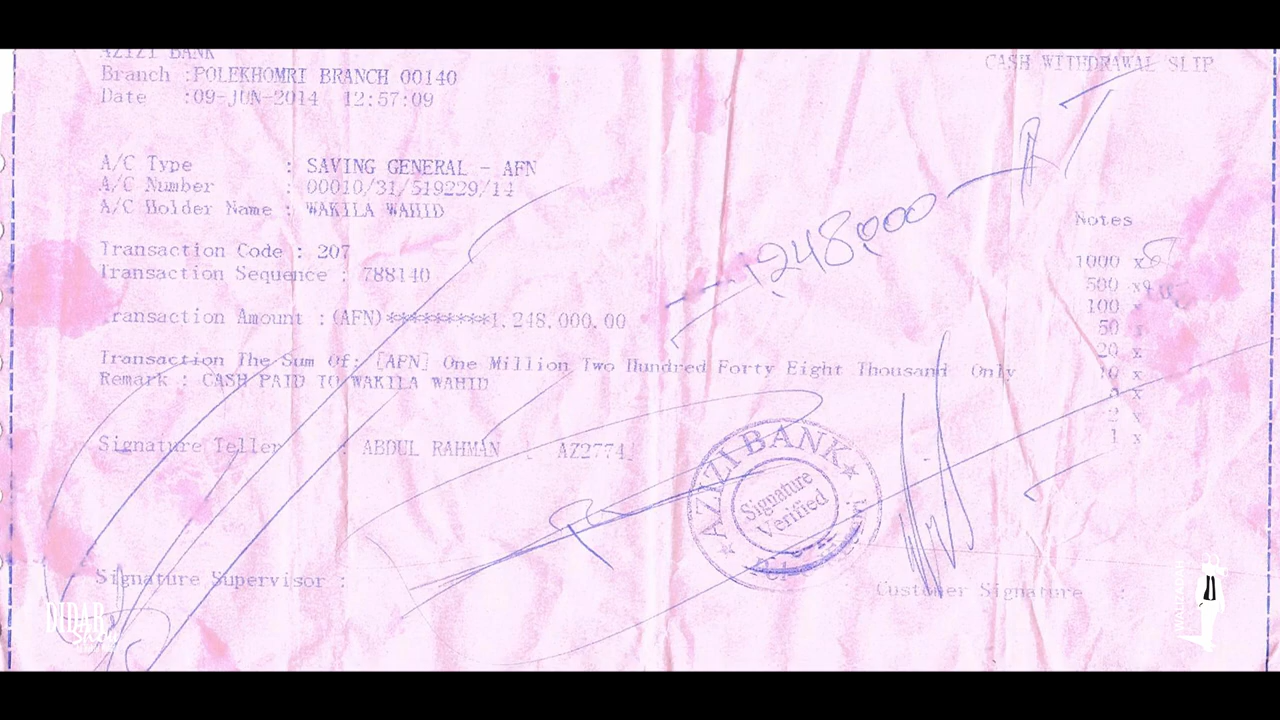 AZIZI BANK
CASH WITHDRAWAL SLIP
Branch :POLEKHOMRI BRANCH 00140
Date :09-JUN-2014 12:57:09
A/C Type : SAVING GENERAL - AFN
A/C Number : 00010/31/519229/14
A/C Holder Name : WAKILA WAHID
1,248,000
Notes
Transaction Code : 207
Transaction Sequence : 788140
1000 x
500 x
100 x
50 x
20 x
10 x
x
2 x
1 x
Transaction Amount : (AFN)*********1,248,000.00
Transaction The Sum Of: [AFN] One Million Two Hundred Forty Eight Thousand Only
Remark : CASH PAID TO WAKILA WAHID
Signature Teller : ABDUL RAHMAN [ AZ2774
AZIZI BANK
Signature
Verified
Signature Supervisor :
Customer Signature :
DIDAR